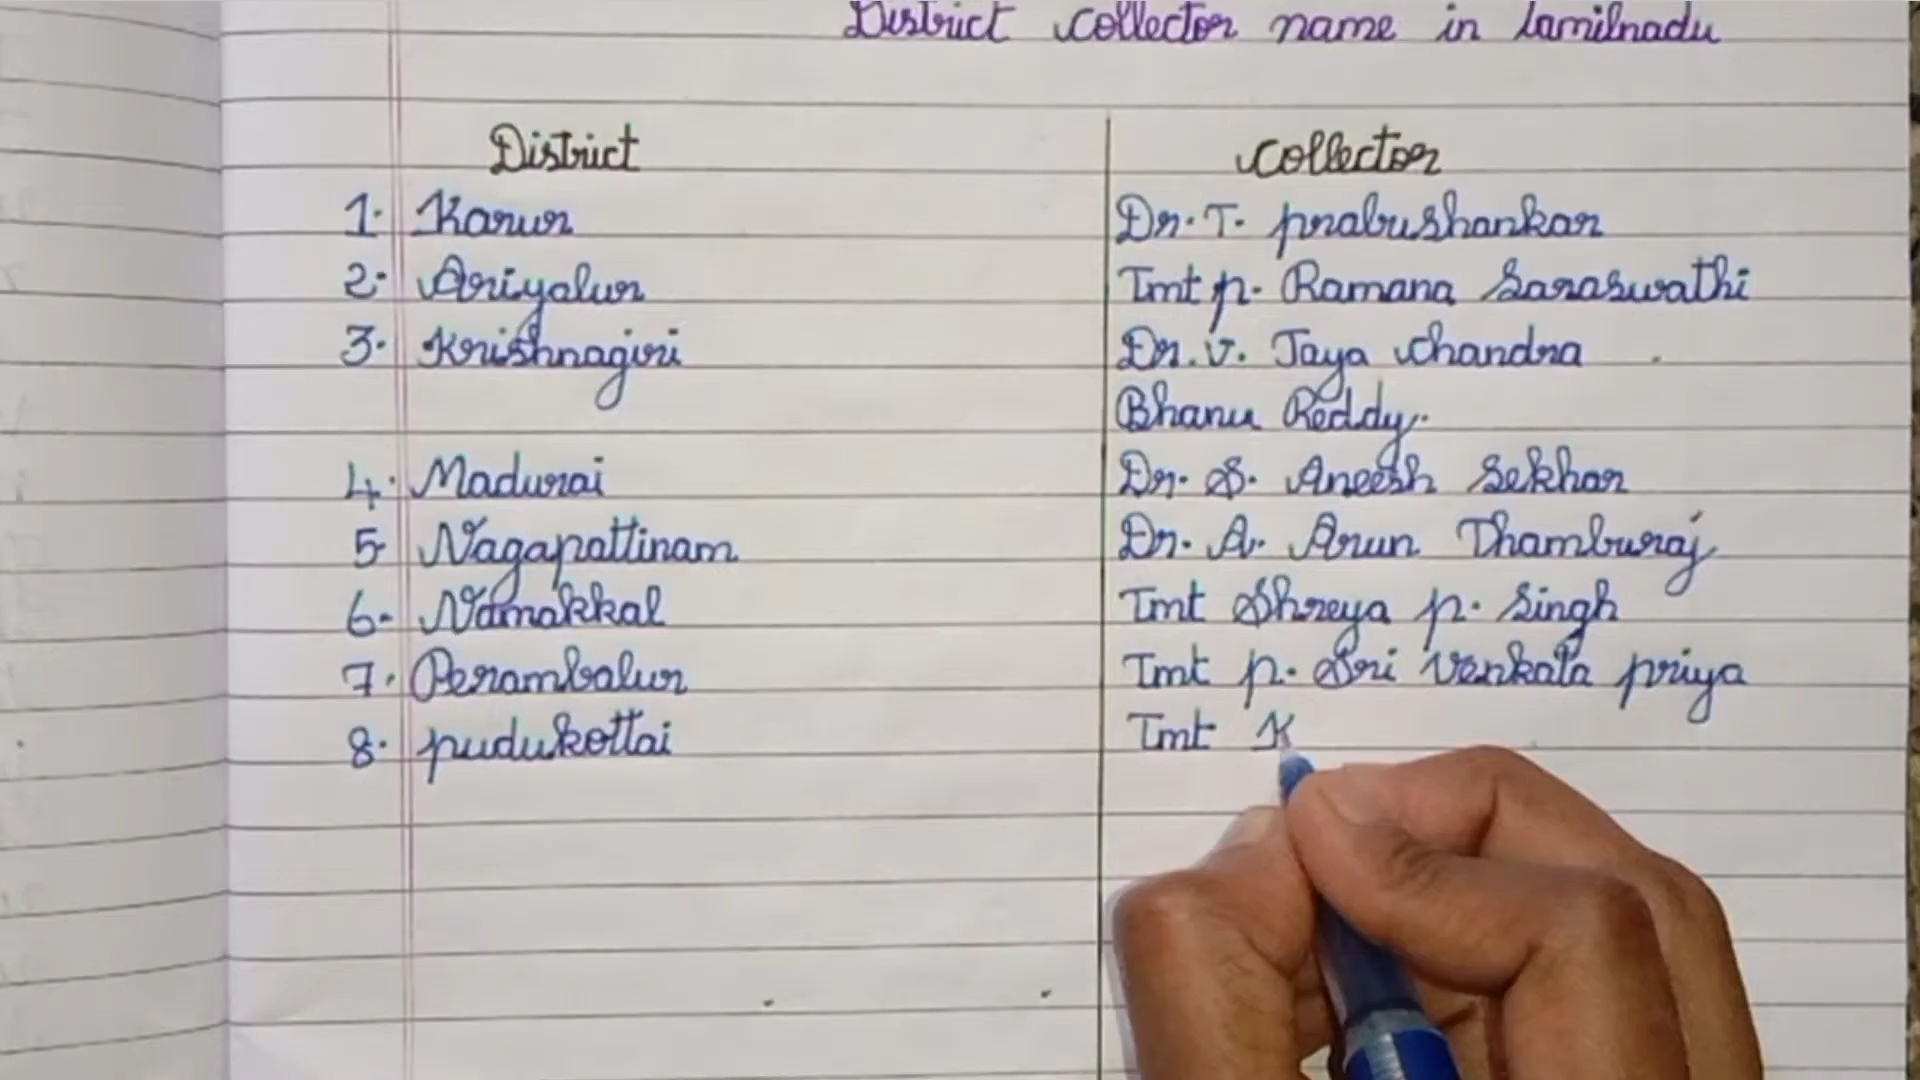 District collector name in Tamilnadu
District collector
1. Karur Dr. T. prabushankar
2. Ariyalur Tmt p. Ramana Saraswathi
3. Krishnagiri Dr. V. Jaya chandra
Bhanu Reddy.
4. Madurai Dr. S. Aneesh Sekhar
5. Nagapattinam Dr. A. Arun Thamburaj
6. Namakkal Tmt Shreya p. Singh
7. Perambalur Tmt p. Sri Venkata priya
8. pudukottai Tmt K